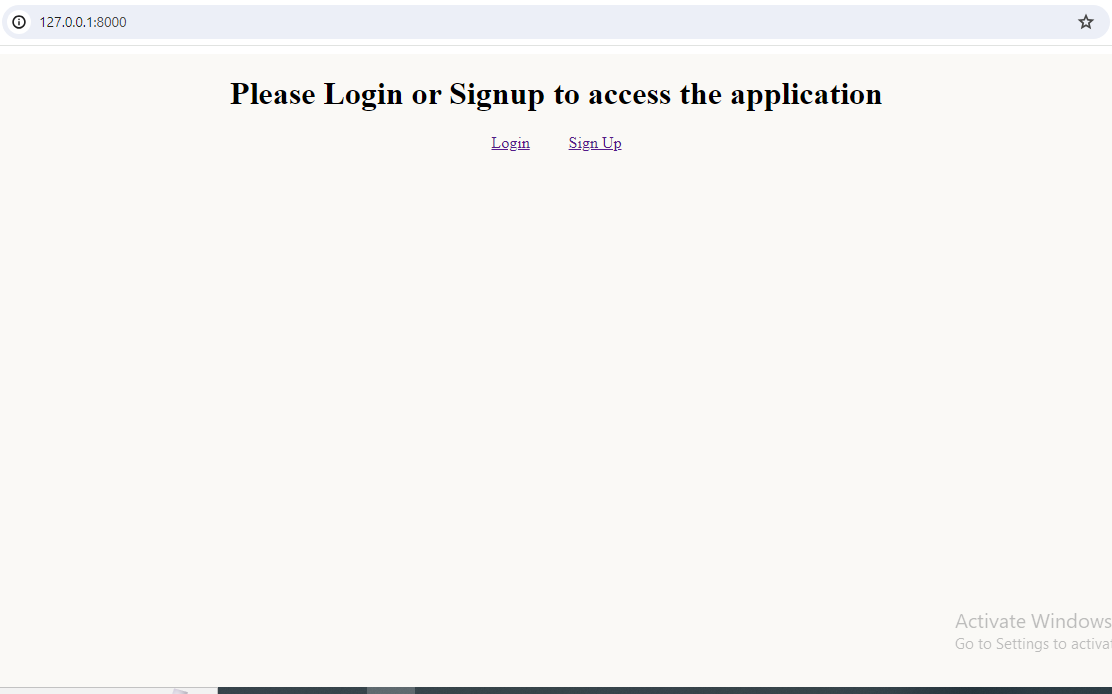 127.0.0.1:8000
Please Login or Signup to access the application
Login Sign Up
Activate Windows
Go to Settings to activa